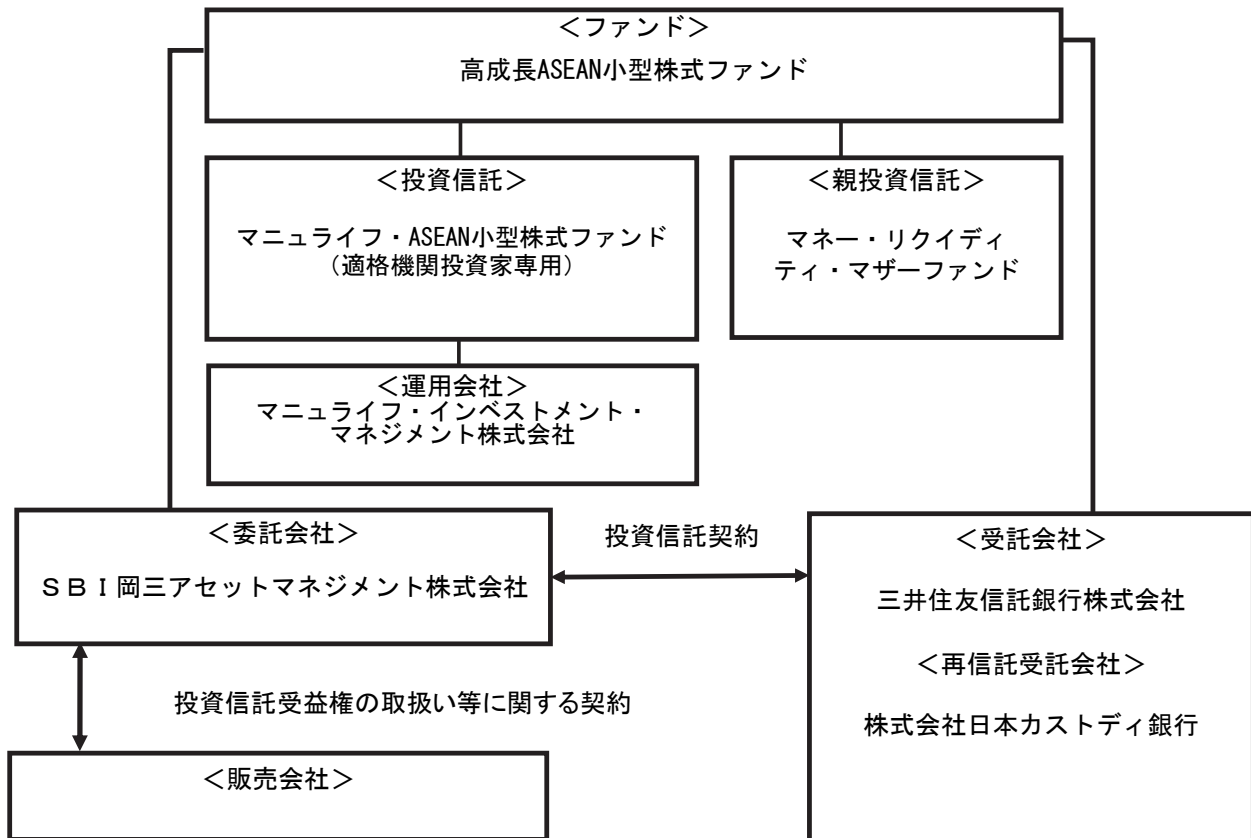 ＜ファンド＞
高成長ASEAN小型株式ファンド
＜投資信託＞
マニュライフ・ASEAN小型株式ファンド
（適格機関投資家専用）
＜親投資信託＞
マネー・リクイディ
ティ・マザーファンド
＜運用会社＞
マニュライフ・インベストメント・
マネジメント株式会社
＜委託会社＞
ＳＢＩ岡三アセットマネジメント株式会社
投資信託契約
＜受託会社＞
三井住友信託銀行株式会社
＜再信託受託会社＞
株式会社日本カストディ銀行
投資信託受益権の取扱い等に関する契約
＜販売会社＞